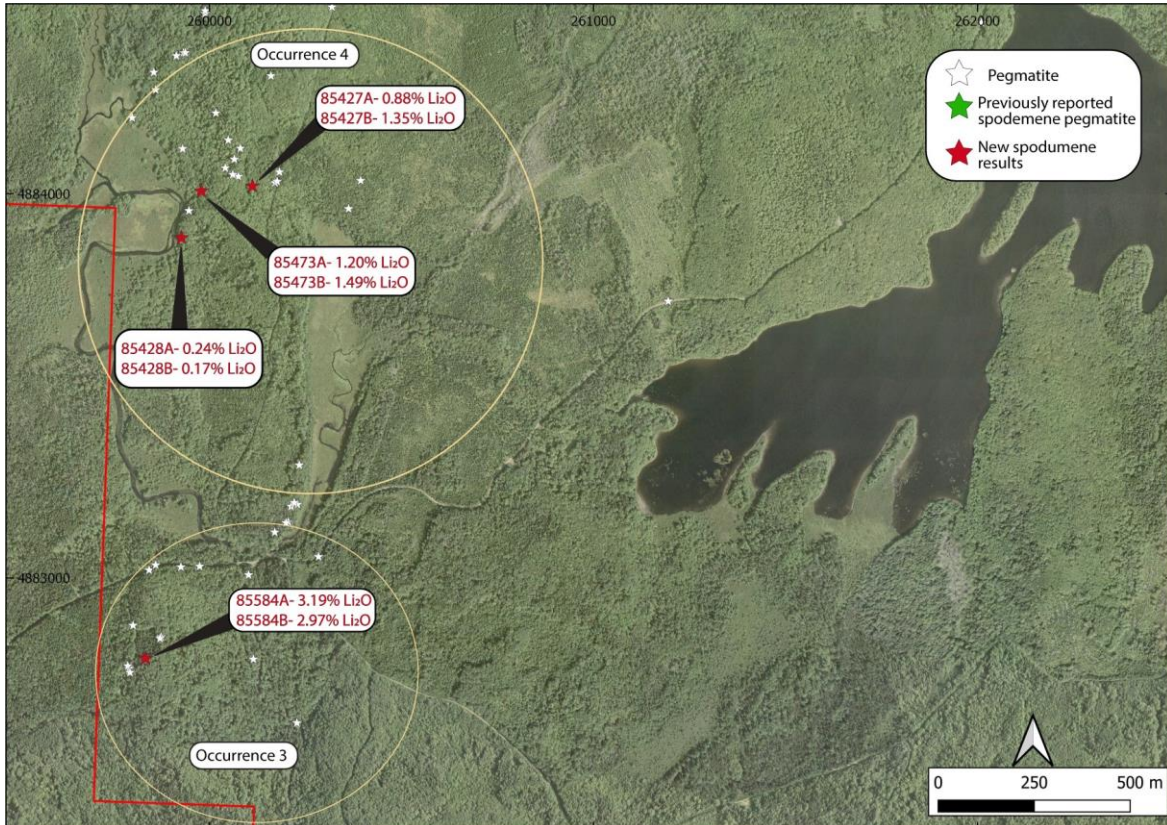 260000
261000
262000
Occurrence 4
Pegmatite
Previously reported
spodemene pegmatite
New spodumene
results
85427A- 0.88% Li₂O
85427B- 1.35% Li₂O
4884000
85473A- 1.20% Li₂O
85473B- 1.49% Li₂O
85428A- 0.24% Li₂O
85428B- 0.17% Li₂O
4883000
85584A- 3.19% Li₂O
85584B- 2.97% Li₂O
Occurrence 3
0 250 500 m